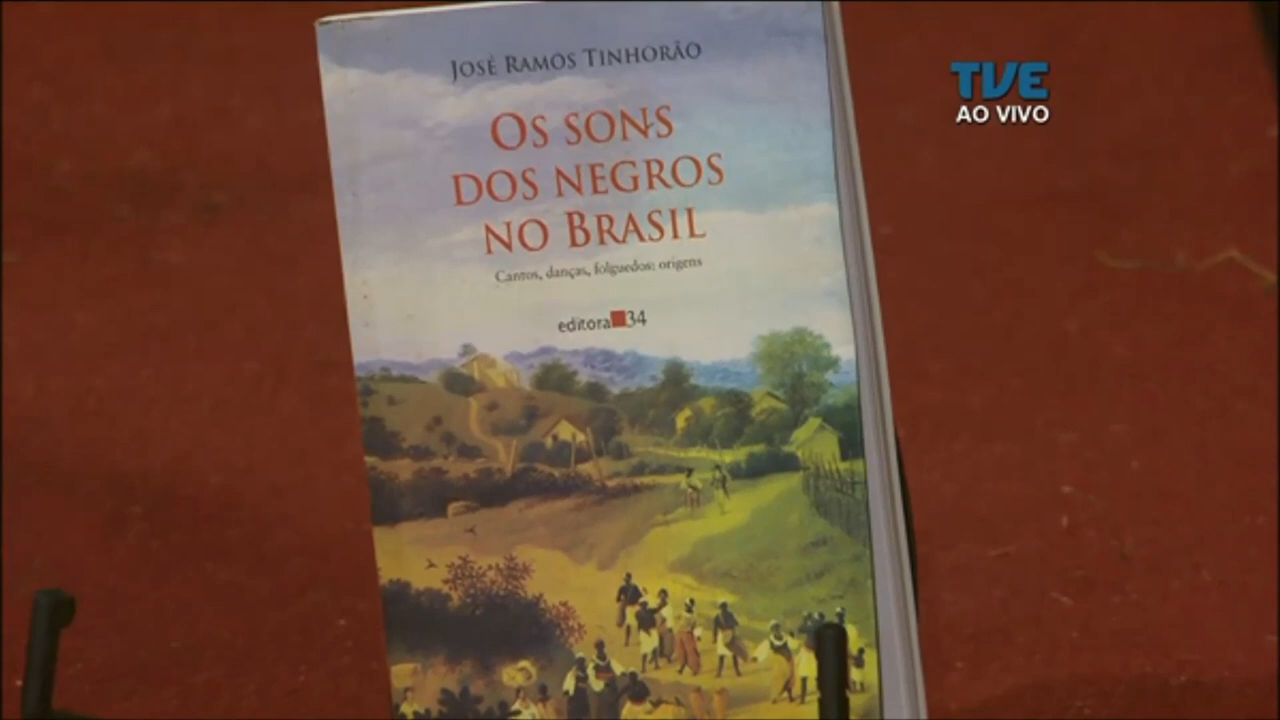 JOSÉ RAMOS TINHORÃO
OS SONS
DOS NEGROS
NO BRASIL
Cantos, danças, folguedos: origens
editora 34
TVE
AO VIVO